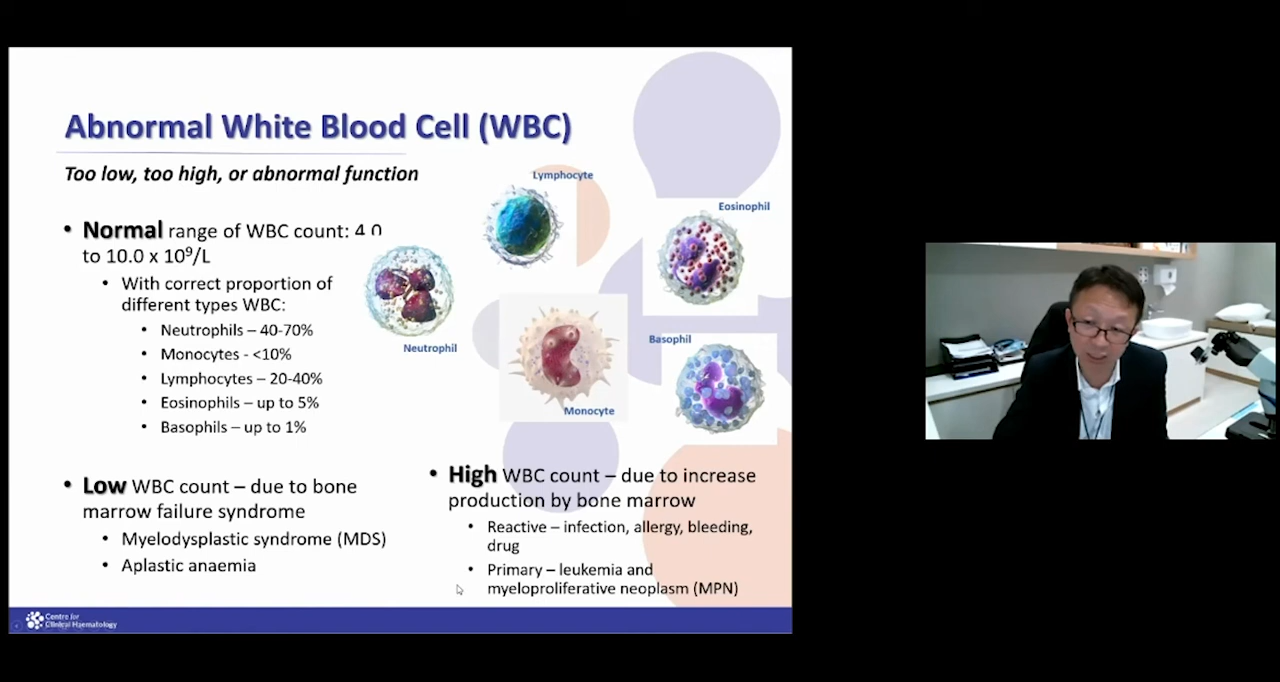 Abnormal White Blood Cell (WBC)
Too low, too high, or abnormal function
• Normal range of WBC count: 4.0
to 10.0 x 10⁹/L
• With correct proportion of
different types WBC:
• Neutrophils – 40-70%
• Monocytes - <10%
• Lymphocytes – 20-40%
• Eosinophils – up to 5%
• Basophils – up to 1%
Lymphocyte
Eosinophil
Neutrophil
Basophil
Monocyte
• Low WBC count – due to bone
marrow failure syndrome
• Myelodysplastic syndrome (MDS)
• Aplastic anaemia
• High WBC count – due to increase
production by bone marrow
• Reactive – infection, allergy, bleeding,
drug
• Primary – leukemia and
myeloproliferative neoplasm (MPN)
Centre for
Clinical Haematology